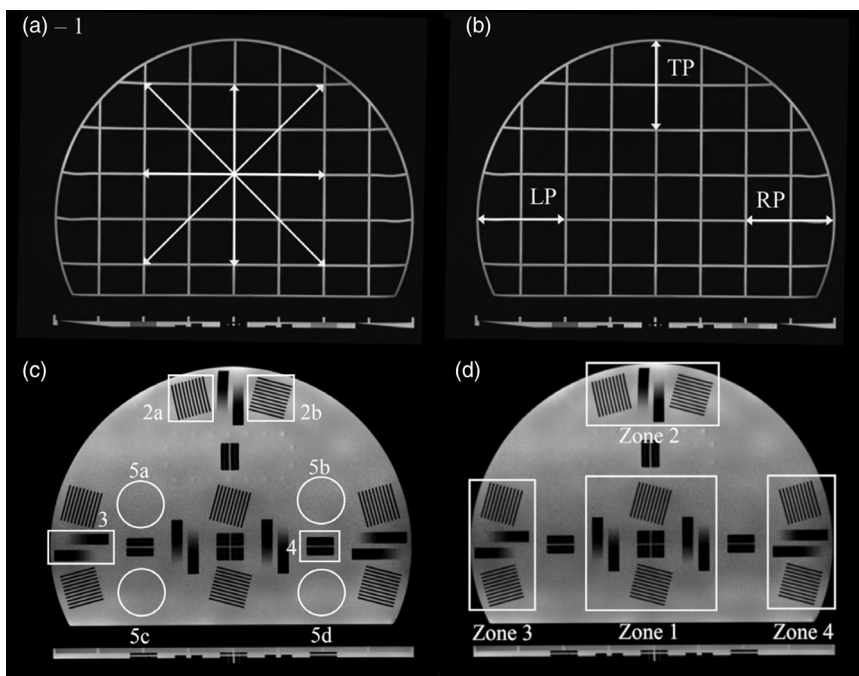 (a) – 1
(b)
TP
LP
RP
(c)
2a
2b
5a
5b
3
4
5c
5d
(d)
Zone 2
Zone 3
Zone 1
Zone 4